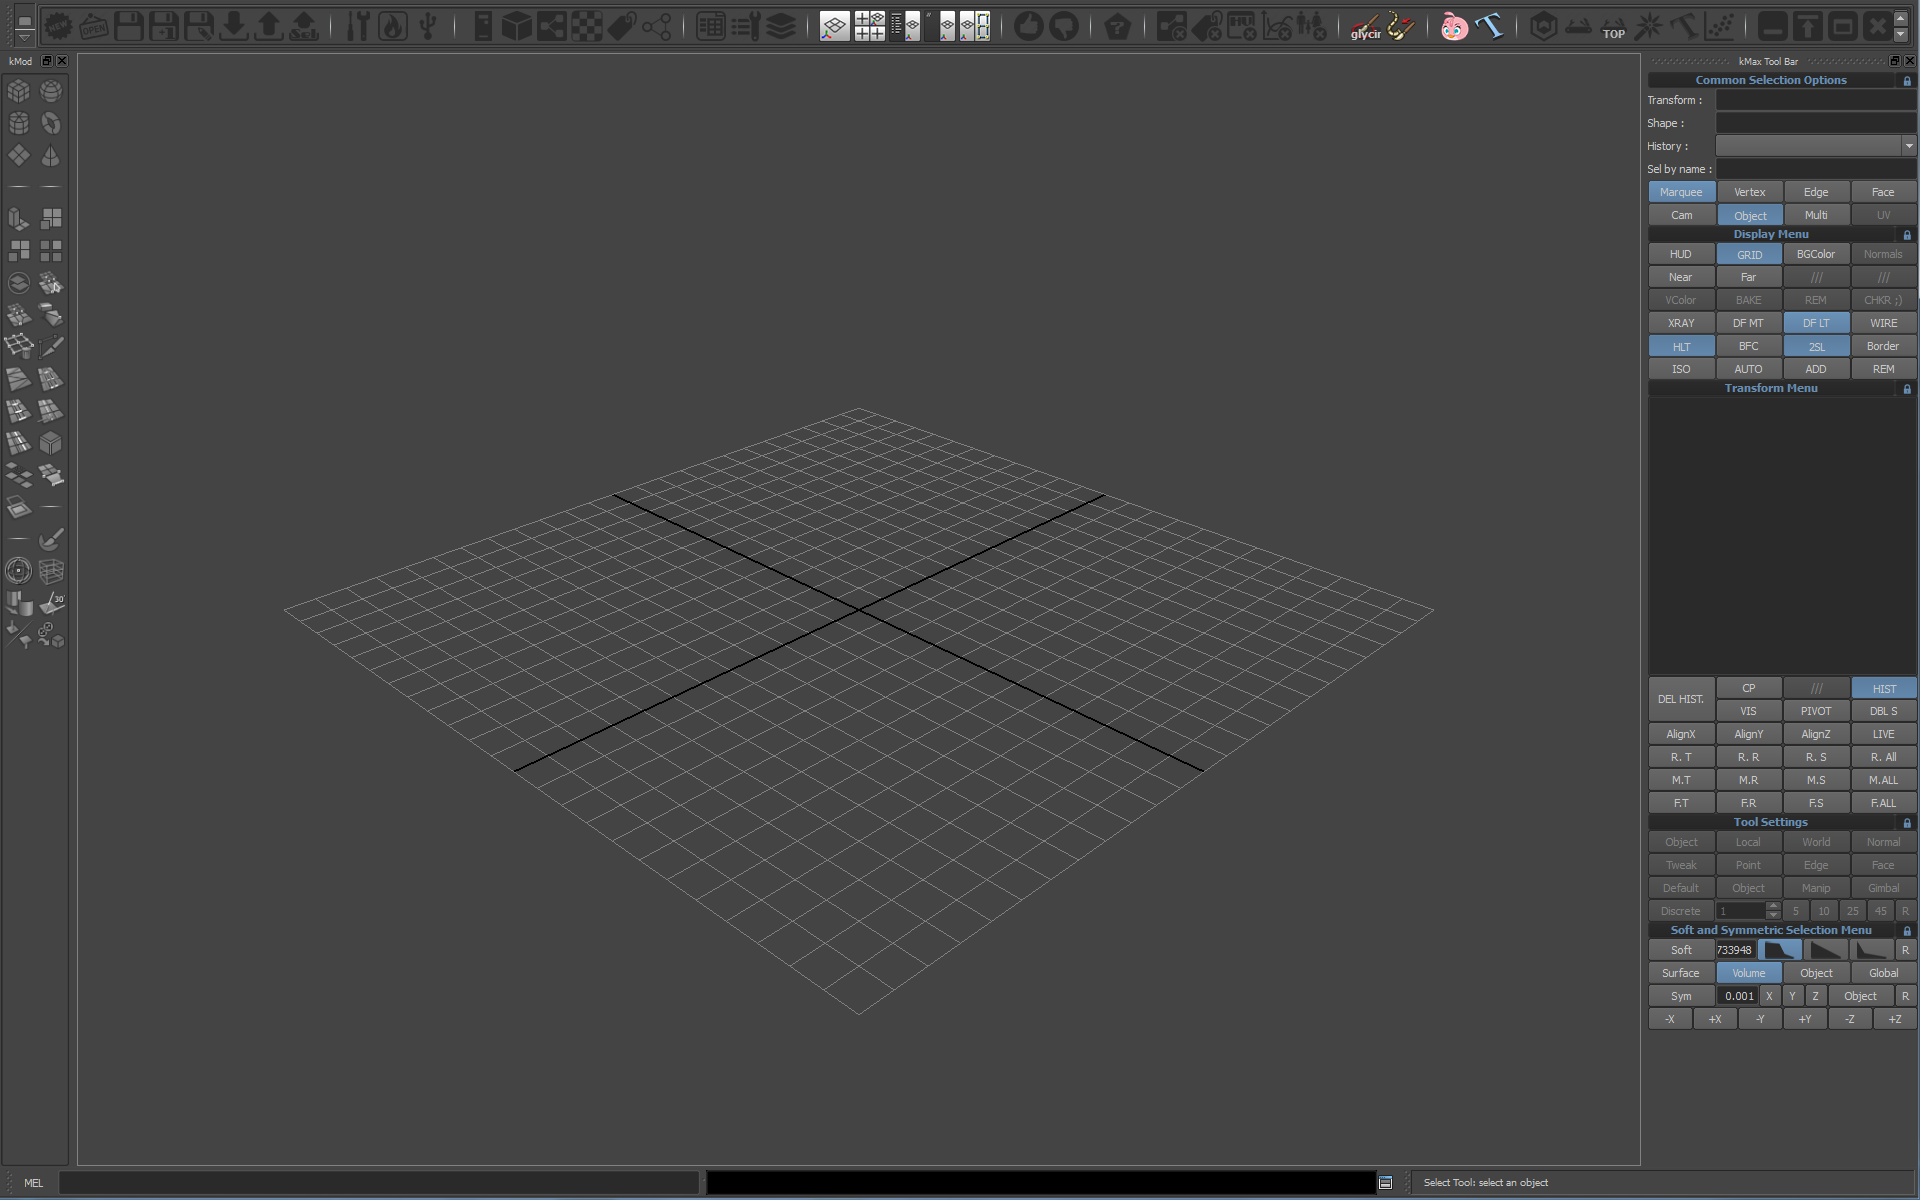 NEW OPEN Sel glycir T TOP
kMod
kMax Tool Bar
Common Selection Options
Transform :
Shape :
History :
Sel by name :
Marquee Vertex Edge Face
Cam Object Multi UV
Display Menu
HUD GRID BGColor Normals
Near Far /// ///
VColor BAKE REM CHKR ;)
XRAY DF MT DF LT WIRE
HLT BFC 2SL Border
ISO AUTO ADD REM
Transform Menu
30°
DEL HIST. CP /// HIST
VIS PIVOT DBL S
AlignX AlignY AlignZ LIVE
R. T R. R R. S R. All
M.T M.R M.S M.ALL
F.T F.R F.S F.ALL
Tool Settings
Object Local World Normal
Tweak Point Edge Face
Default Object Manip Gimbal
Discrete 1 5 10 25 45 R
Soft and Symmetric Selection Menu
Soft 733948 R
Surface Volume Object Global
Sym 0.001 X Y Z Object R
-X +X -Y +Y -Z +Z
MEL
Select Tool: select an object